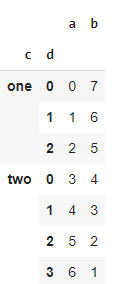 a b
c d
one 0 0 7
1 1 6
2 2 5
two 0 3 4
1 4 3
2 5 2
3 6 1